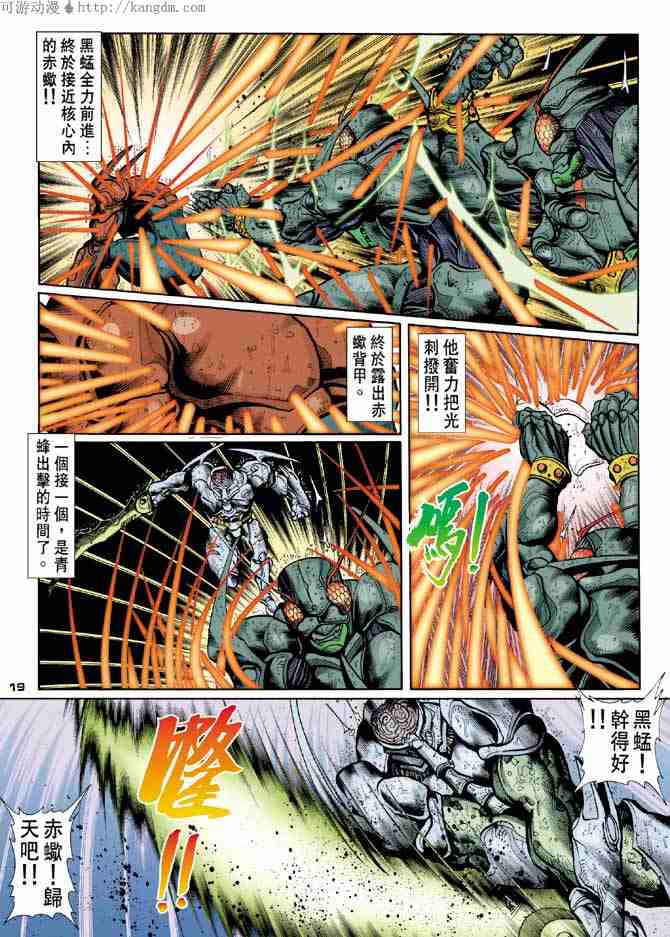 可游动漫 http://kangdm.com/
黑蜢全力前進…
終於接近核心內
的赤蠍!!
他奮力把光
刺撥開!!
終於露出赤
蠍背甲。
嗎!
一個接一個，是青
蜂出擊的時間了。
19
黑蜢！
幹得好
!!
!!
赤蠍！歸
天吧!!